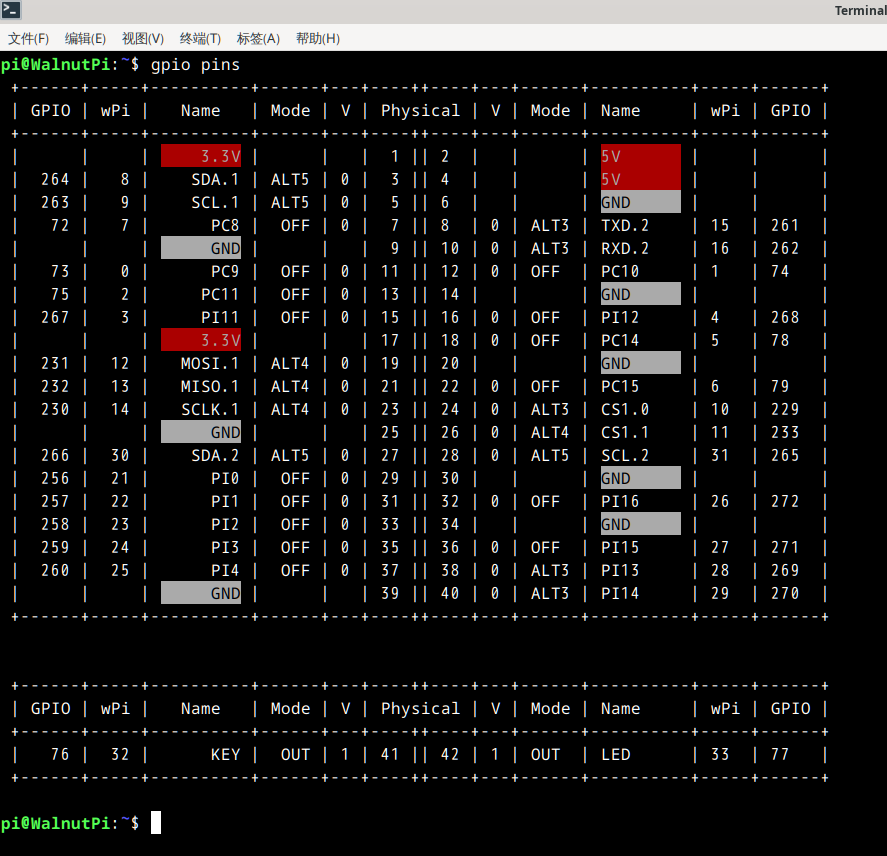 Terminal
文件(F) 编辑(E) 视图(V) 终端(T) 标签(A) 帮助(H)
pi@WalnutPi:~$ gpio pins
+------+-----+----------+------+---+----++----+---+------+----------+-----+------+
| GPIO | wPi |   Name   | Mode | V | Physical | V | Mode | Name     | wPi | GPIO |
+------+-----+----------+------+---+----++----+---+------+----------+-----+------+
|      |     |     3.3V |      |   |  1 || 2  |   |      | 5V       |     |      |
|  264 |   8 |    SDA.1 | ALT5 | 0 |  3 || 4  |   |      | 5V       |     |      |
|  263 |   9 |    SCL.1 | ALT5 | 0 |  5 || 6  |   |      | GND      |     |      |
|   72 |   7 |      PC8 |  OFF | 0 |  7 || 8  | 0 | ALT3 | TXD.2    | 15  | 261  |
|      |     |      GND |      |   |  9 || 10 | 0 | ALT3 | RXD.2    | 16  | 262  |
|   73 |   0 |      PC9 |  OFF | 0 | 11 || 12 | 0 | OFF  | PC10     | 1   | 74   |
|   75 |   2 |     PC11 |  OFF | 0 | 13 || 14 |   |      | GND      |     |      |
|  267 |   3 |     PI11 |  OFF | 0 | 15 || 16 | 0 | OFF  | PI12     | 4   | 268  |
|      |     |     3.3V |      |   | 17 || 18 | 0 | OFF  | PC14     | 5   | 78   |
|  231 |  12 |   MOSI.1 | ALT4 | 0 | 19 || 20 |   |      | GND      |     |      |
|  232 |  13 |   MISO.1 | ALT4 | 0 | 21 || 22 | 0 | OFF  | PC15     | 6   | 79   |
|  230 |  14 |   SCLK.1 | ALT4 | 0 | 23 || 24 | 0 | ALT3 | CS1.0    | 10  | 229  |
|      |     |      GND |      |   | 25 || 26 | 0 | ALT4 | CS1.1    | 11  | 233  |
|  266 |  30 |    SDA.2 | ALT5 | 0 | 27 || 28 | 0 | ALT5 | SCL.2    | 31  | 265  |
|  256 |  21 |      PI0 |  OFF | 0 | 29 || 30 |   |      | GND      |     |      |
|  257 |  22 |      PI1 |  OFF | 0 | 31 || 32 | 0 | OFF  | PI16     | 26  | 272  |
|  258 |  23 |      PI2 |  OFF | 0 | 33 || 34 |   |      | GND      |     |      |
|  259 |  24 |      PI3 |  OFF | 0 | 35 || 36 | 0 | OFF  | PI15     | 27  | 271  |
|  260 |  25 |      PI4 |  OFF | 0 | 37 || 38 | 0 | ALT3 | PI13     | 28  | 269  |
|      |     |      GND |      |   | 39 || 40 | 0 | ALT3 | PI14     | 29  | 270  |
+------+-----+----------+------+---+----++----+---+------+----------+-----+------+
+------+-----+----------+------+---+----++----+---+------+----------+-----+------+
| GPIO | wPi |   Name   | Mode | V | Physical | V | Mode | Name     | wPi | GPIO |
+------+-----+----------+------+---+----++----+---+------+----------+-----+------+
|   76 |  32 |      KEY |  OUT | 1 | 41 || 42 | 1 | OUT  | LED      | 33  | 77   |
+------+-----+----------+------+---+----++----+---+------+----------+-----+------+
pi@WalnutPi:~$